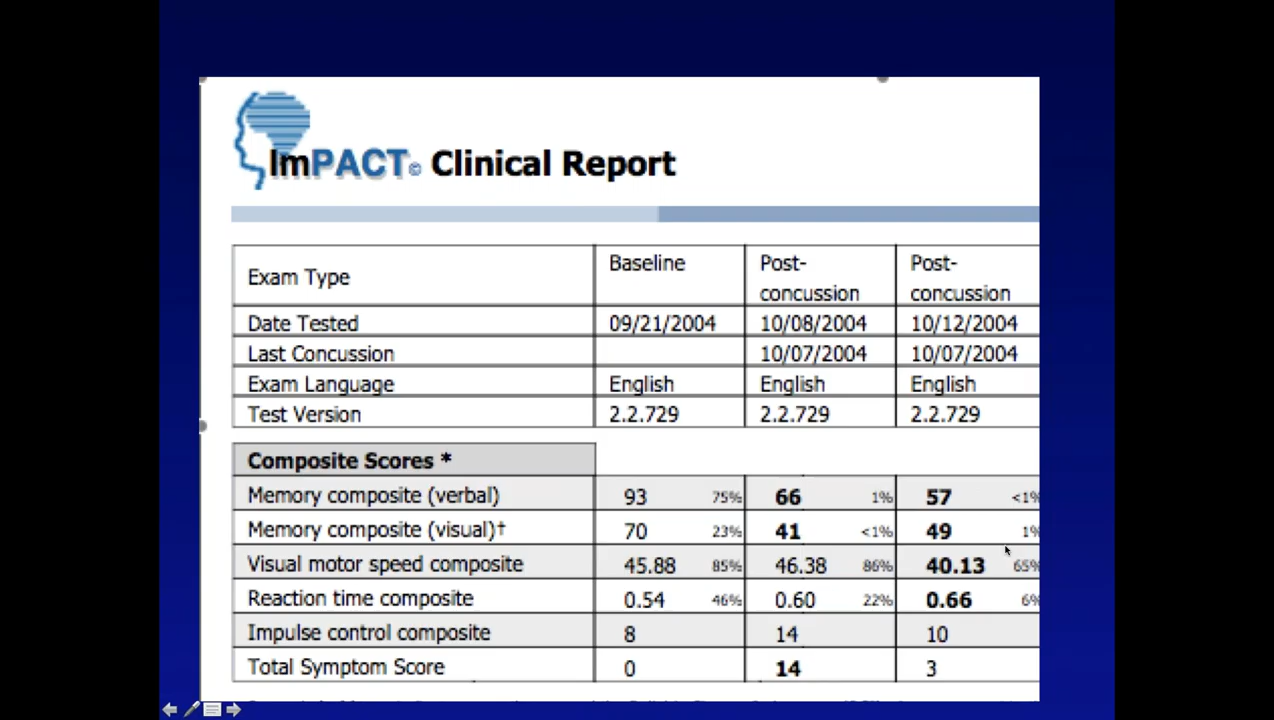 ImPACT© Clinical Report
Exam Type Baseline Post-concussion Post-concussion
Date Tested 09/21/2004 10/08/2004 10/12/2004
Last Concussion 10/07/2004 10/07/2004
Exam Language English English English
Test Version 2.2.729 2.2.729 2.2.729
Composite Scores *
Memory composite (verbal) 93 75% 66 1% 57 <1%
Memory composite (visual)† 70 23% 41 <1% 49 1%
Visual motor speed composite 45.88 85% 46.38 86% 40.13 65%
Reaction time composite 0.54 46% 0.60 22% 0.66 6%
Impulse control composite 8 14 10
Total Symptom Score 0 14 3